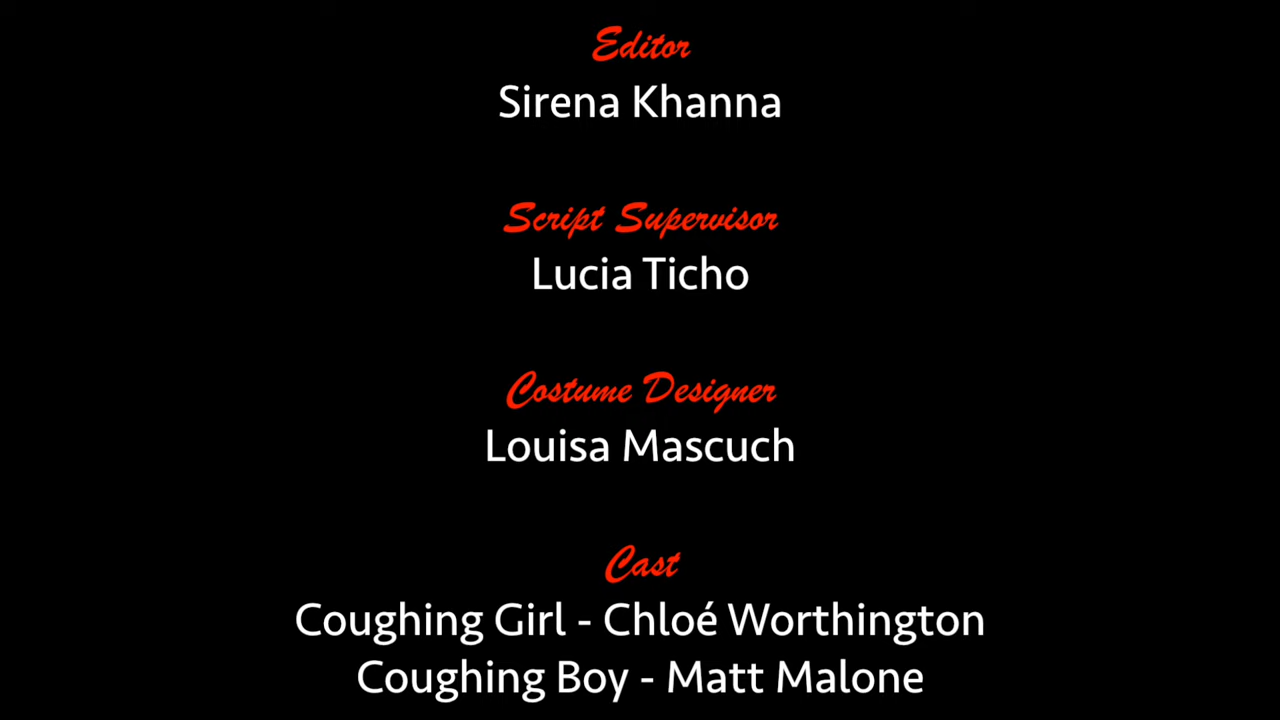 Editor
Sirena Khanna
Script Supervisor
Lucia Ticho
Costume Designer
Louisa Mascuch
Cast
Coughing Girl - Chloé Worthington
Coughing Boy - Matt Malone